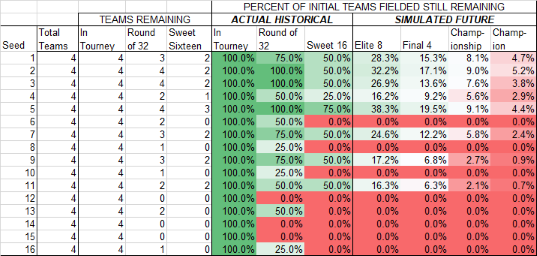 PERCENT OF INITIAL TEAMS FIELDED STILL REMAINING
TEAMS REMAINING ACTUAL HISTORICAL SIMULATED FUTURE
Total In Round Sweet In Round of Champ- Champ-
Seed Teams Tourney of 32 Sixteen Tourney 32 Sweet 16 Elite 8 Final 4 ionship ion
1 4 4 3 2 100.0% 75.0% 50.0% 28.3% 15.3% 8.1% 4.7%
2 4 4 4 2 100.0% 100.0% 50.0% 32.2% 17.1% 9.0% 5.2%
3 4 4 4 2 100.0% 100.0% 50.0% 26.9% 13.6% 7.6% 3.8%
4 4 4 2 1 100.0% 50.0% 25.0% 16.2% 9.2% 5.6% 2.9%
5 4 4 4 3 100.0% 100.0% 75.0% 38.3% 19.5% 9.1% 4.4%
6 4 4 2 0 100.0% 50.0% 0.0% 0.0% 0.0% 0.0% 0.0%
7 4 4 3 2 100.0% 75.0% 50.0% 24.6% 12.2% 5.8% 2.4%
8 4 4 1 0 100.0% 25.0% 0.0% 0.0% 0.0% 0.0% 0.0%
9 4 4 3 2 100.0% 75.0% 50.0% 17.2% 6.8% 2.7% 0.9%
10 4 4 1 0 100.0% 25.0% 0.0% 0.0% 0.0% 0.0% 0.0%
11 4 4 2 2 100.0% 50.0% 50.0% 16.3% 6.3% 2.1% 0.7%
12 4 4 0 0 100.0% 0.0% 0.0% 0.0% 0.0% 0.0% 0.0%
13 4 4 2 0 100.0% 50.0% 0.0% 0.0% 0.0% 0.0% 0.0%
14 4 4 0 0 100.0% 0.0% 0.0% 0.0% 0.0% 0.0% 0.0%
15 4 4 0 0 100.0% 0.0% 0.0% 0.0% 0.0% 0.0% 0.0%
16 4 4 1 0 100.0% 25.0% 0.0% 0.0% 0.0% 0.0% 0.0%